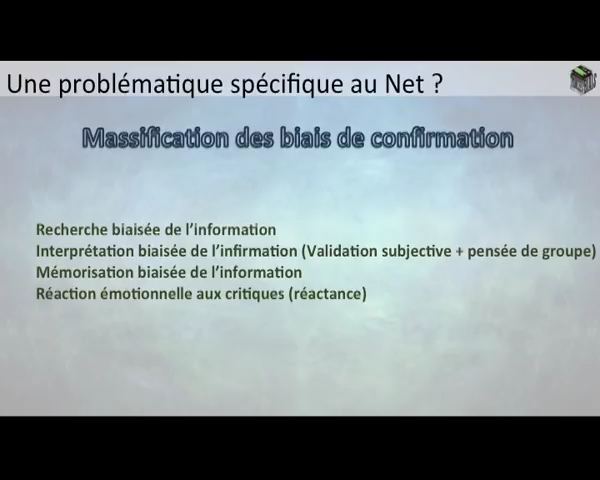 Une problématique spécifique au Net ?
Massification des biais de confirmation
Recherche biaisée de l'information
Interprétation biaisée de l'infirmation (Validation subjective + pensée de groupe)
Mémorisation biaisée de l'information
Réaction émotionnelle aux critiques (réactance)